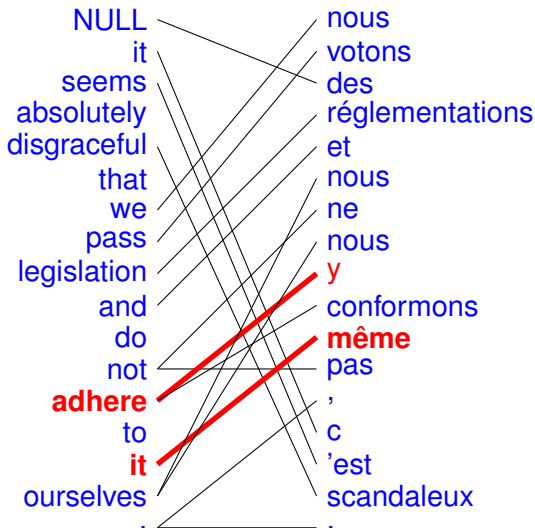 NULL
it
seems
absolutely
disgraceful
that
we
pass
legislation
and
do
not
adhere
to
it
ourselves
.
nous
votons
des
réglementations
et
nous
ne
nous
y
conformons
même
pas
,
c
'est
scandaleux
.